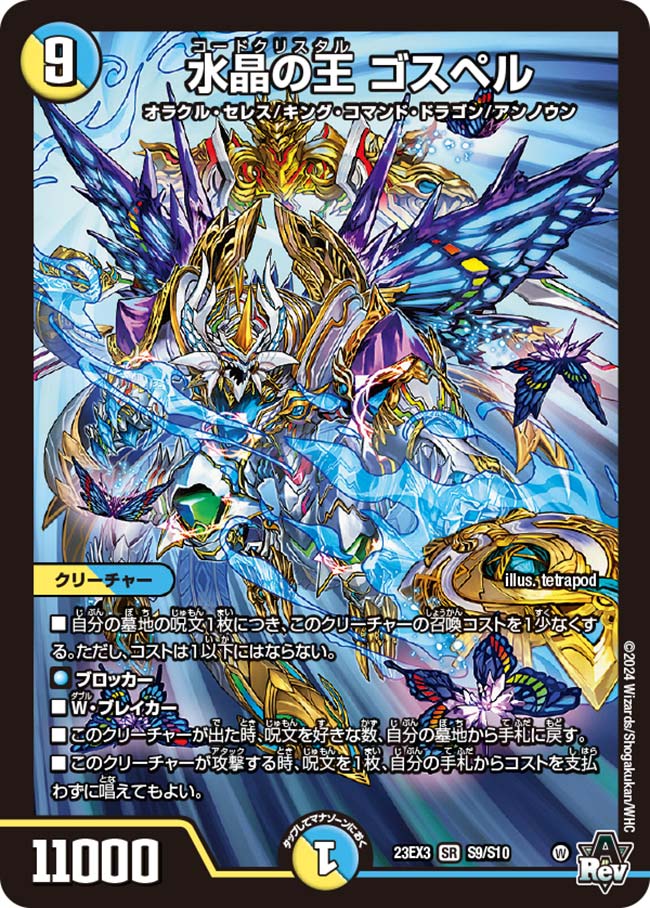 9
コードクリスタル
水晶の王 ゴスペル
オラクル・セレス/キング・コマンド・ドラゴン/アンノウン
クリーチャー
illus. tetrapod
■自分の墓地の呪文1枚につき、このクリーチャーの召喚コストを1少なくす
る。ただし、コストは1以下にはならない。
ブロッカー
■W・ブレイカー
■このクリーチャーが出た時、呪文を好きな数、自分の墓地から手札に戻す。
■このクリーチャーが攻撃する時、呪文を1枚、自分の手札からコストを支払
わずに唱えてもよい。
©2024 Wizards/Shogakukan/WHC
11000
タップしてマナゾーンにおく
1
23EX3 SR S9/S10
W
A
Rev